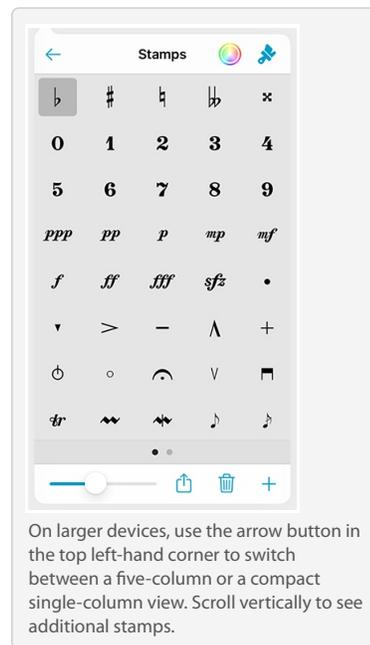 Stamps
♭ ♯ ♮ 𝄫 𝄪
0 1 2 3 4
5 6 7 8 9
ppp pp p mp mf
f ff fff sfz
tr
On larger devices, use the arrow button in
the top left-hand corner to switch
between a five-column or a compact
single-column view. Scroll vertically to see
additional stamps.